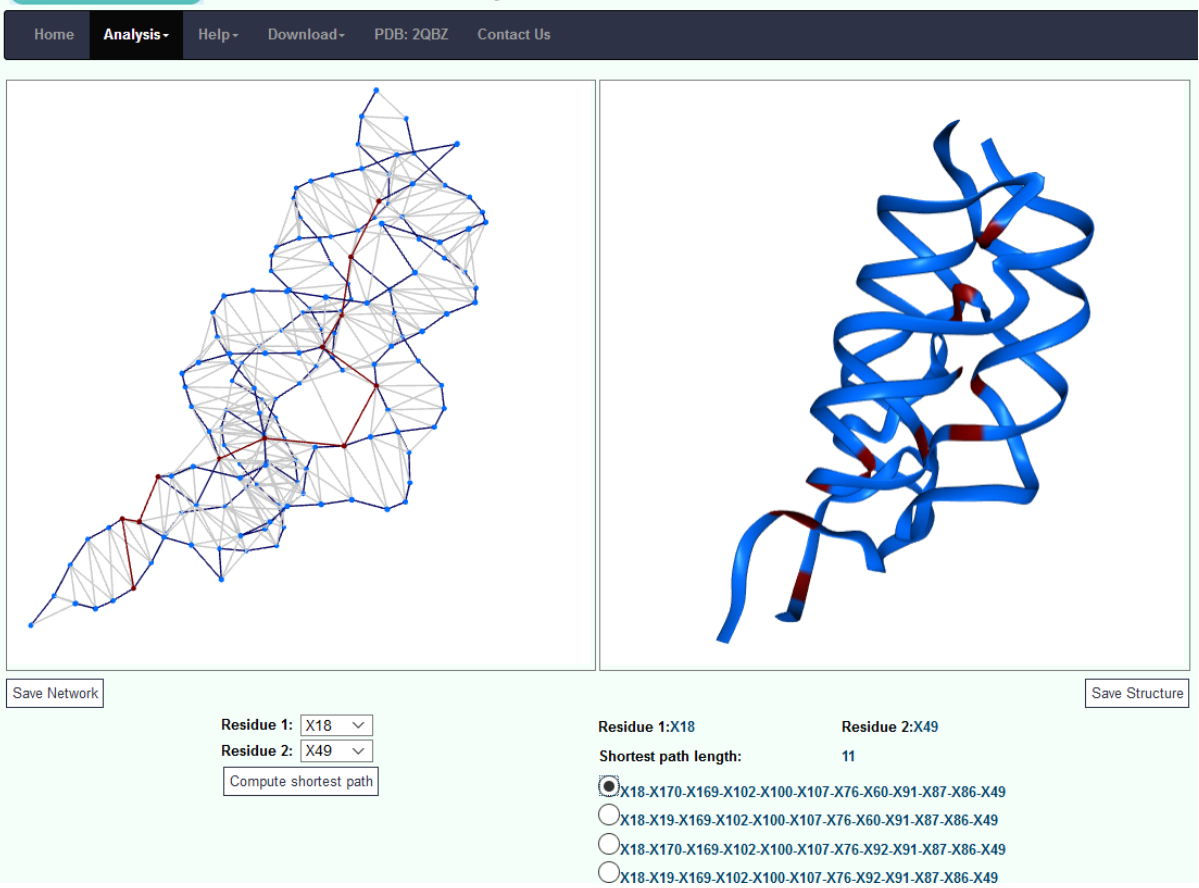 Home Analysis Help Download PDB: 2QBZ Contact Us
Save Network
Save Structure
Residue 1: X18
Residue 2: X49
Compute shortest path
Residue 1:X18 Residue 2:X49
Shortest path length: 11
X18-X170-X169-X102-X100-X107-X76-X60-X91-X87-X86-X49
X18-X19-X169-X102-X100-X107-X76-X60-X91-X87-X86-X49
X18-X170-X169-X102-X100-X107-X76-X92-X91-X87-X86-X49
X18-X19-X169-X102-X100-X107-X76-X92-X91-X87-X86-X49